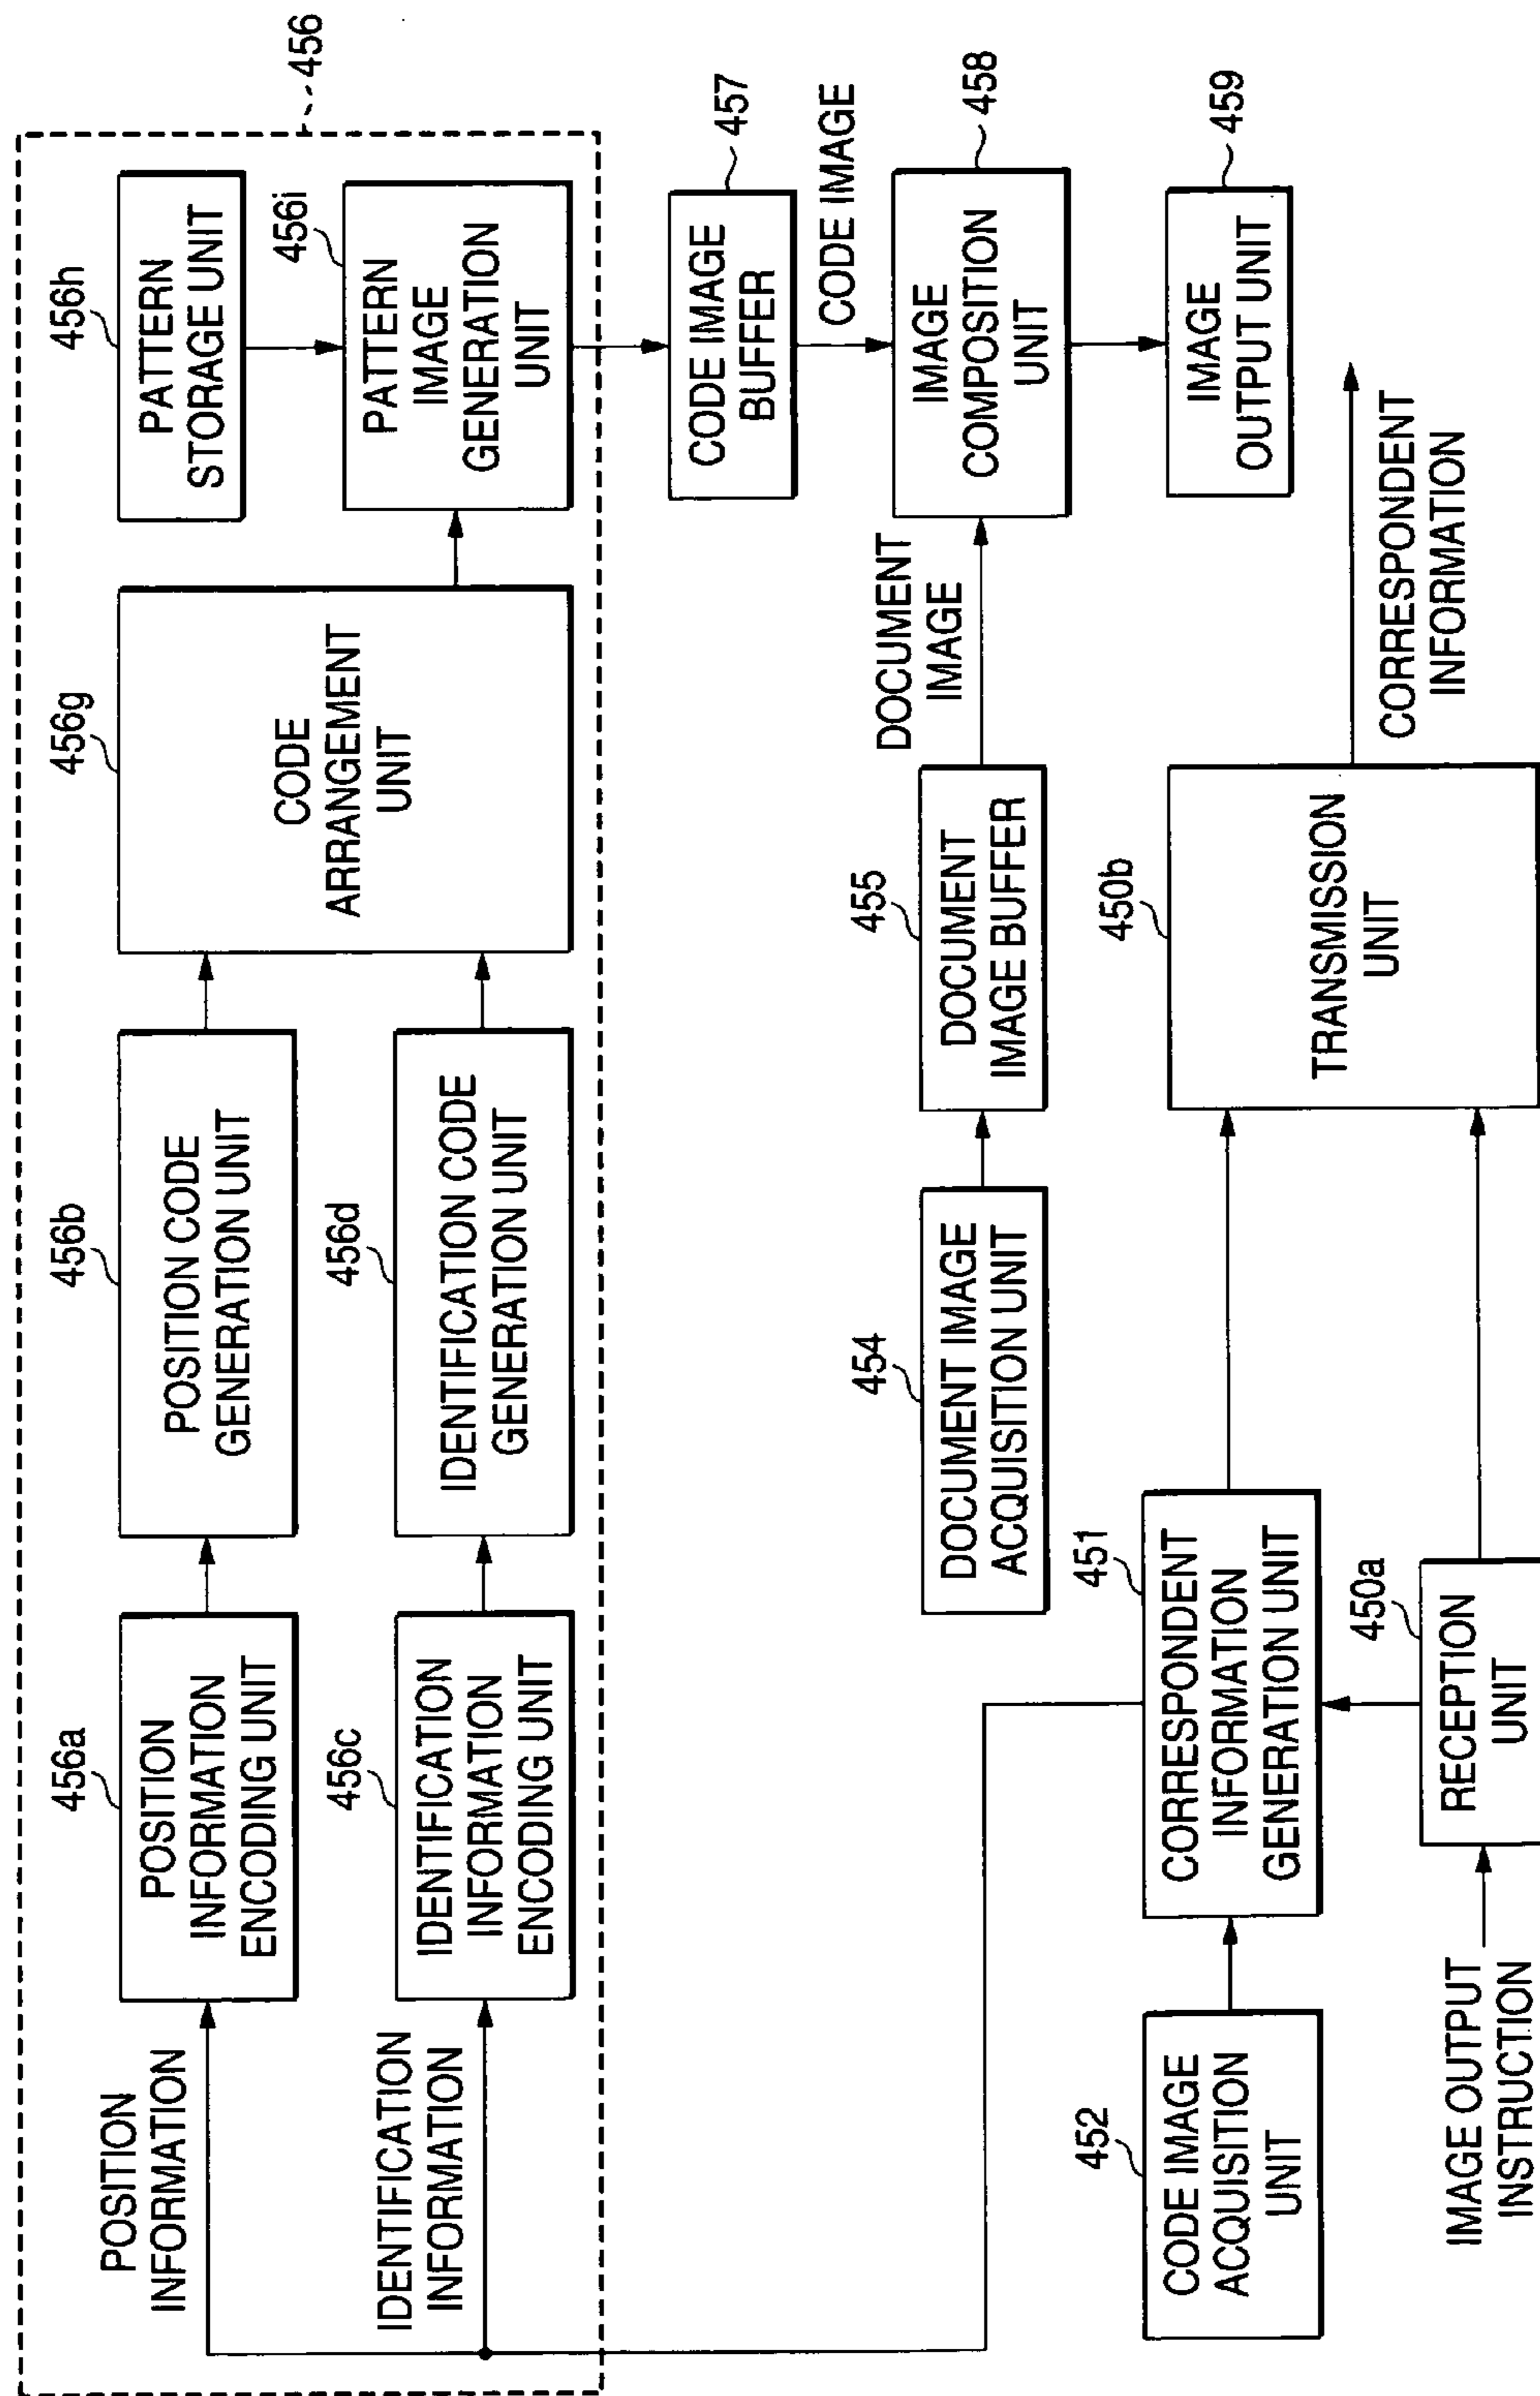 456
456a
POSITION
INFORMATION
ENCODING UNIT
456b
POSITION CODE
GENERATION UNIT
456g
CODE
ARRANGEMENT
UNIT
456h
PATTERN
STORAGE UNIT
456i
PATTERN
IMAGE
GENERATION
UNIT
POSITION
INFORMATION
456c
IDENTIFICATION
INFORMATION
ENCODING UNIT
456d
IDENTIFICATION CODE
GENERATION UNIT
IDENTIFICATION
INFORMATION
457
CODE IMAGE
BUFFER
CODE IMAGE
454
DOCUMENT IMAGE
ACQUISITION UNIT
455
DOCUMENT
IMAGE BUFFER
DOCUMENT
IMAGE
458
IMAGE
COMPOSITION
UNIT
459
IMAGE
OUTPUT UNIT
452
CODE IMAGE
ACQUISITION
UNIT
451
CORRESPONDENT
INFORMATION
GENERATION UNIT
450b
TRANSMISSION
UNIT
CORRESPONDENT
INFORMATION
450a
RECEPTION
UNIT
IMAGE OUTPUT
INSTRUCTION